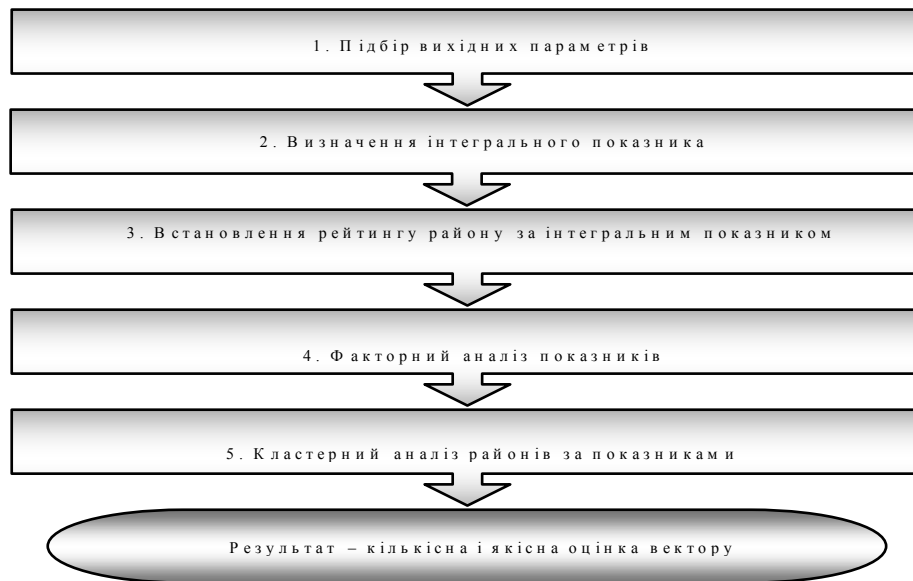 1. Підбір вихідних параметрів
2. Визначення інтегрального показника
3. Встановлення рейтингу району за інтегральним показником
4. Факторний аналіз показників
5. Кластерний аналіз районів за показниками
Результат – кількісна і якісна оцінка вектору